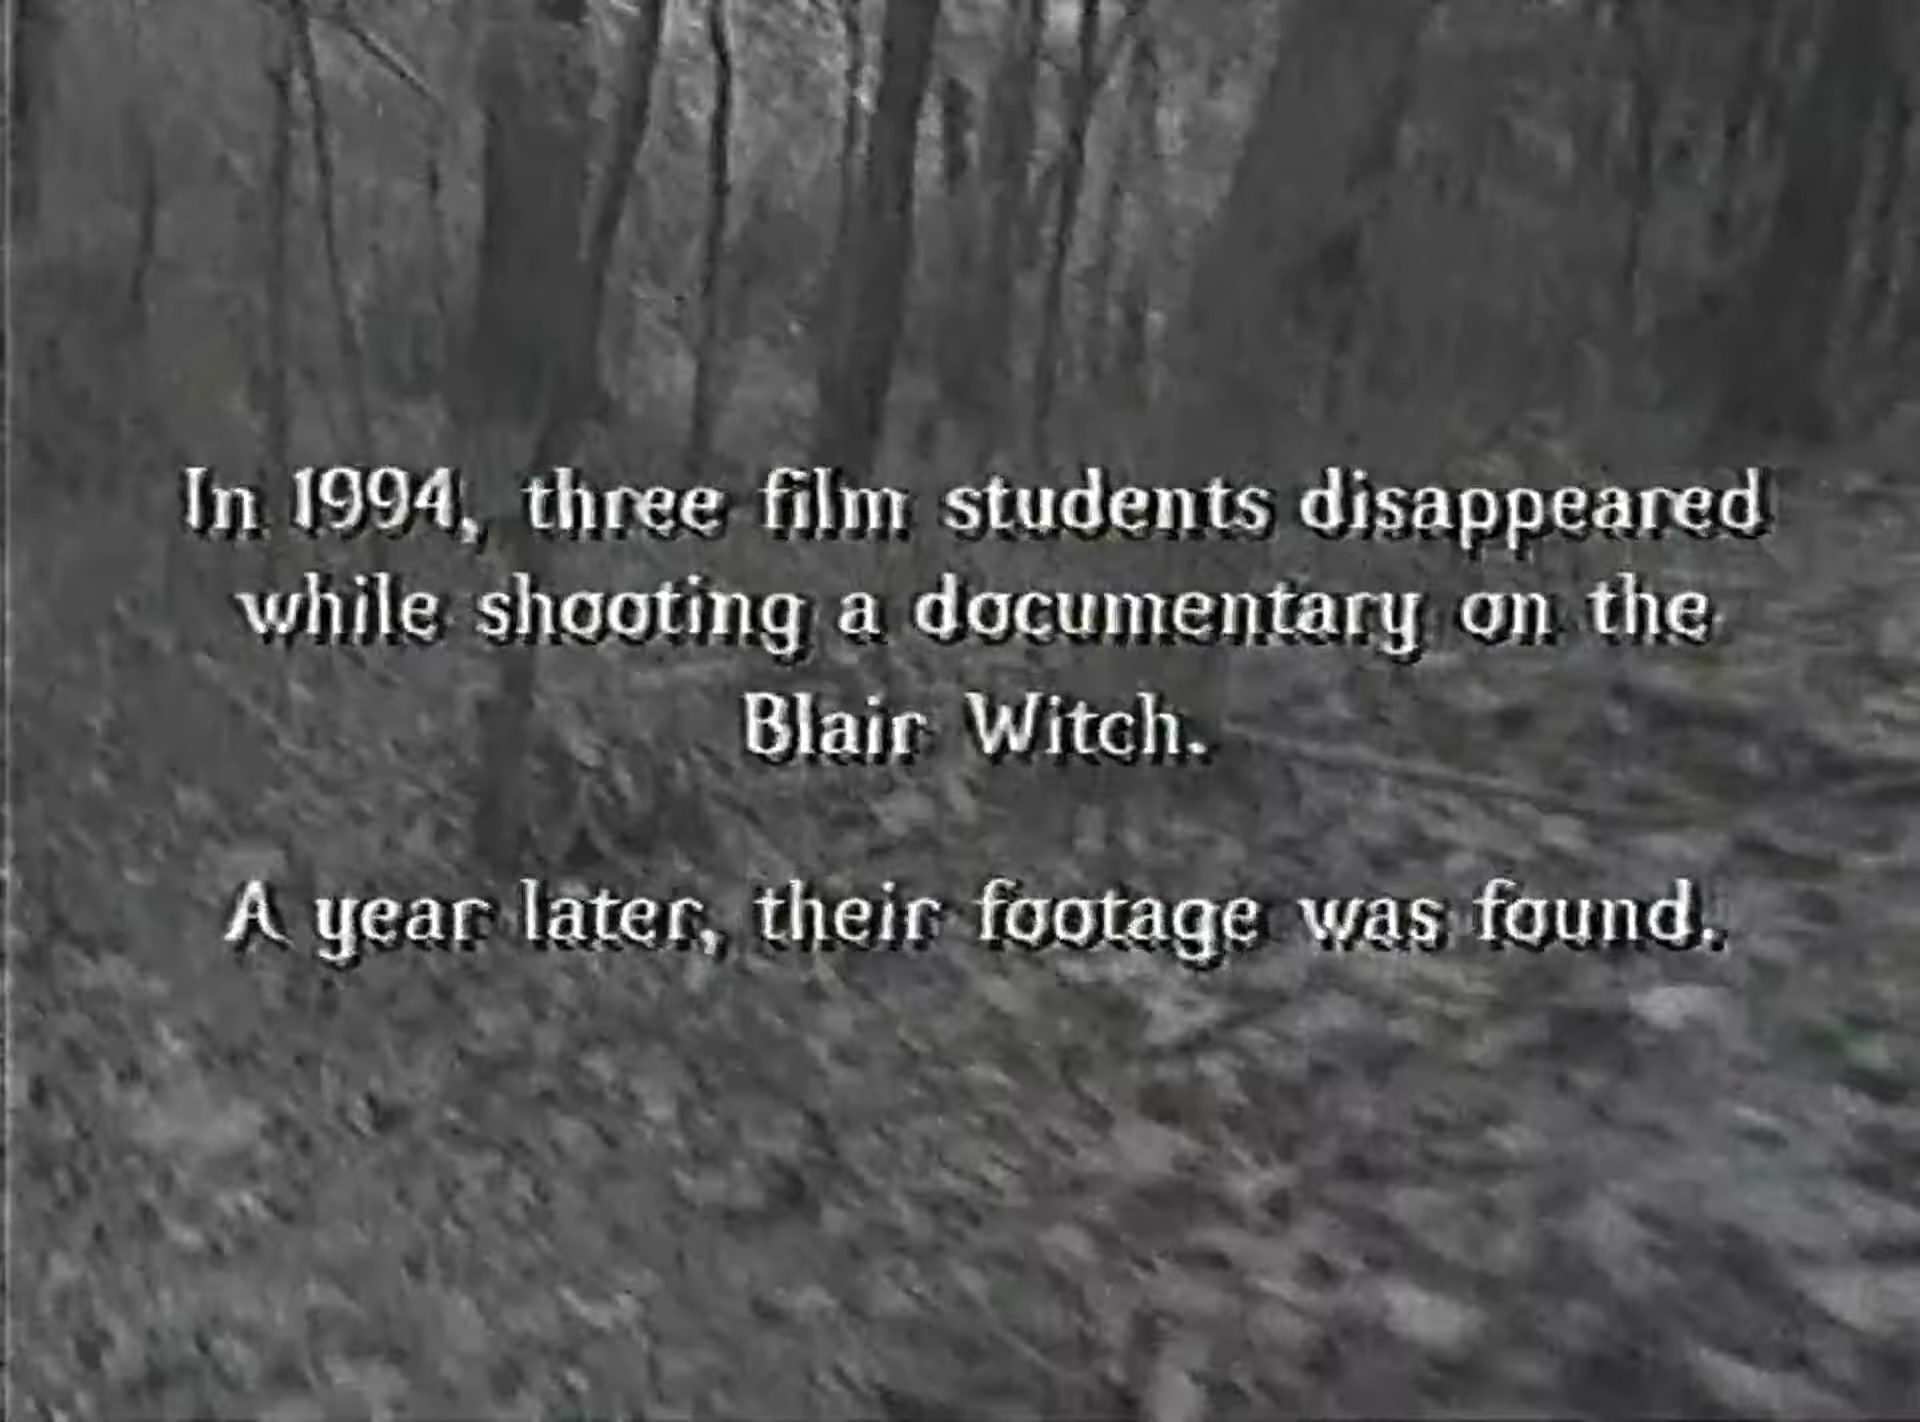 In 1994, three film students disappeared
while shooting a documentary on the
Blair Witch.
A year later, their footage was found.